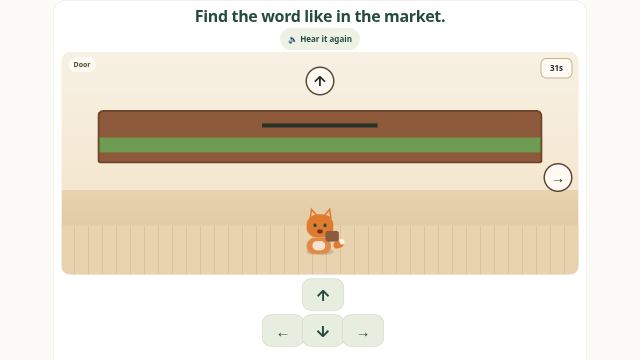 Find the word like in the market.
🔈 Hear it again
Door
31s
↑
→
↑
← ↓ →